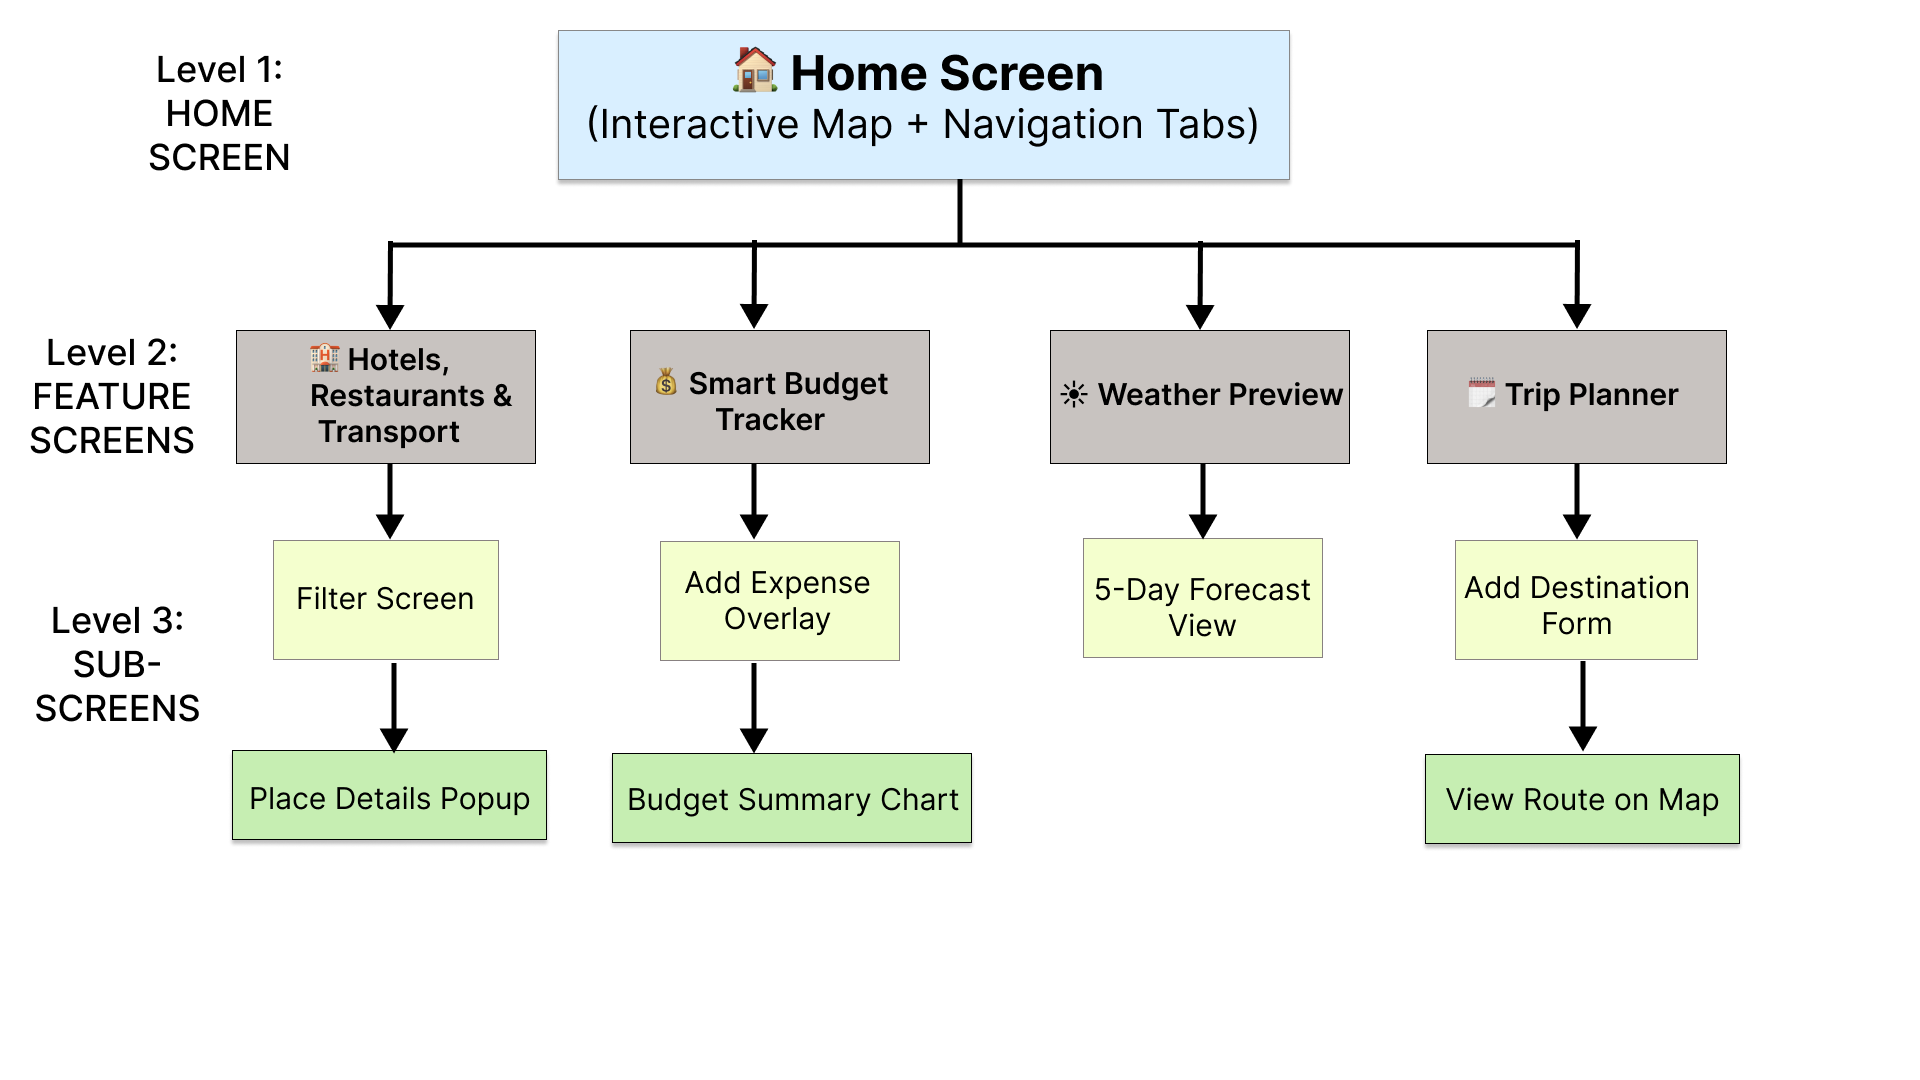 Level 1:
HOME
SCREEN
🏠 Home Screen
(Interactive Map + Navigation Tabs)
Level 2:
FEATURE
SCREENS
🏨 Hotels,
Restaurants &
Transport
💰 Smart Budget
Tracker
☀ Weather Preview
🗓 Trip Planner
Level 3:
SUB-
SCREENS
Filter Screen
Add Expense
Overlay
5-Day Forecast
View
Add Destination
Form
Place Details Popup
Budget Summary Chart
View Route on Map